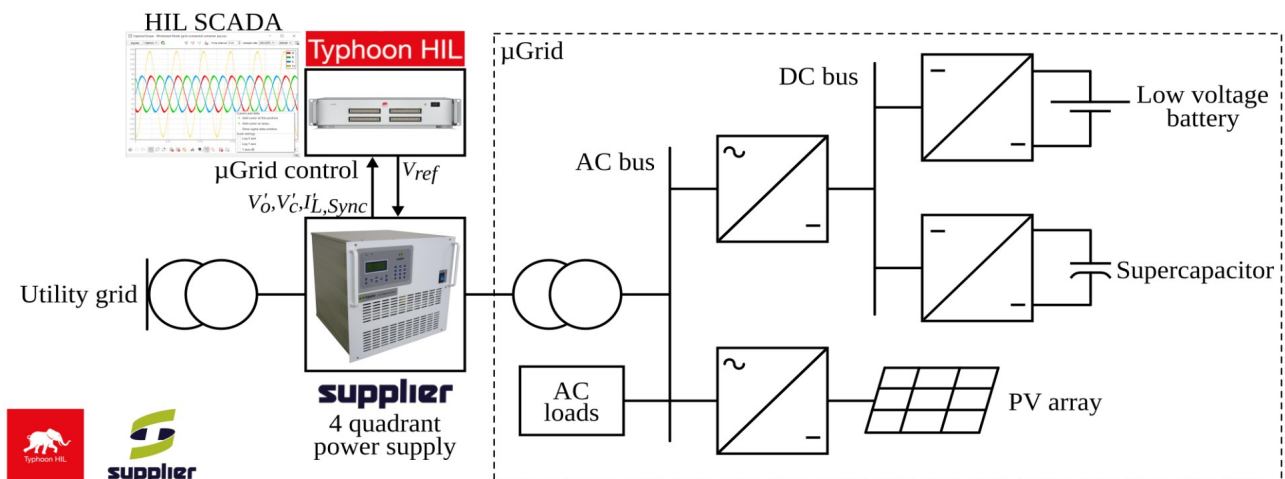 HIL SCADA
Typhoon HIL
µGrid
DC bus
Low voltage
battery
µGrid control
V'o,V'c,I'L,Sync
Vref
AC bus
Utility grid
Supercapacitor
supplier
4 quadrant
power supply
AC
loads
PV array
Typhoon HIL
supplier